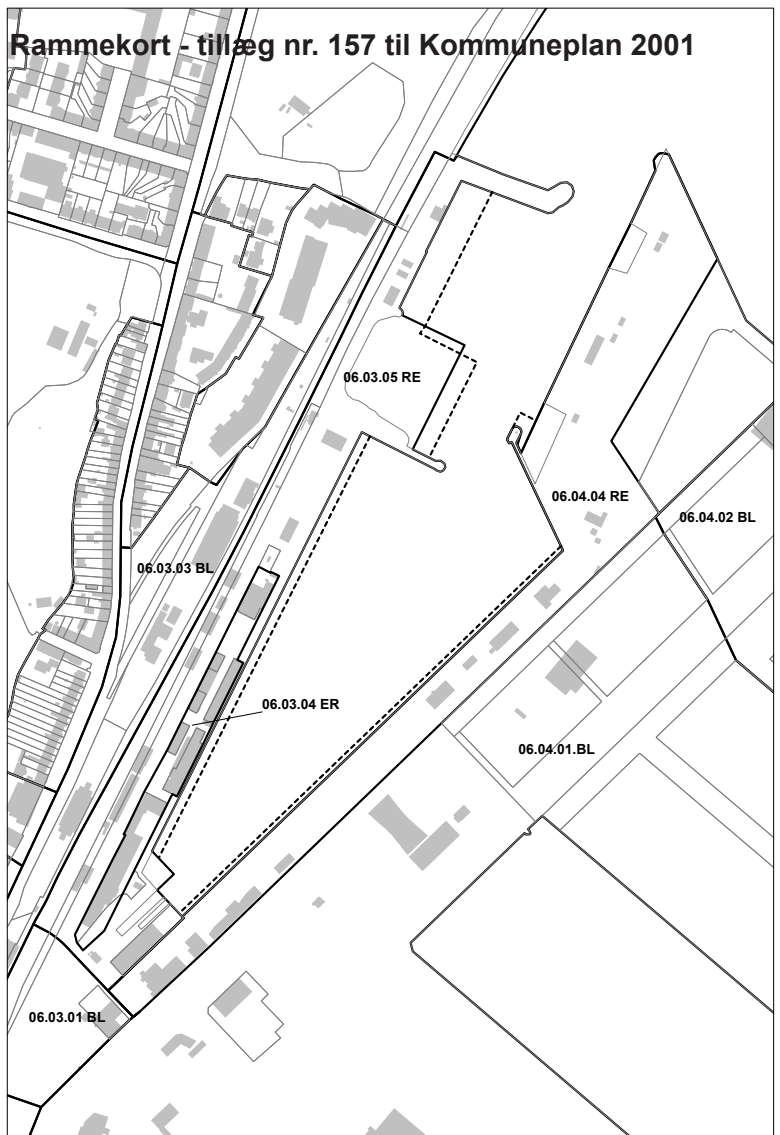 Rammekort - tillæg nr. 157 til Kommuneplan 2001
06.03.05 RE
06.04.04 RE
06.04.02 BL
06.03.03 BL
06.03.04 ER
06.04.01.BL
06.03.01 BL